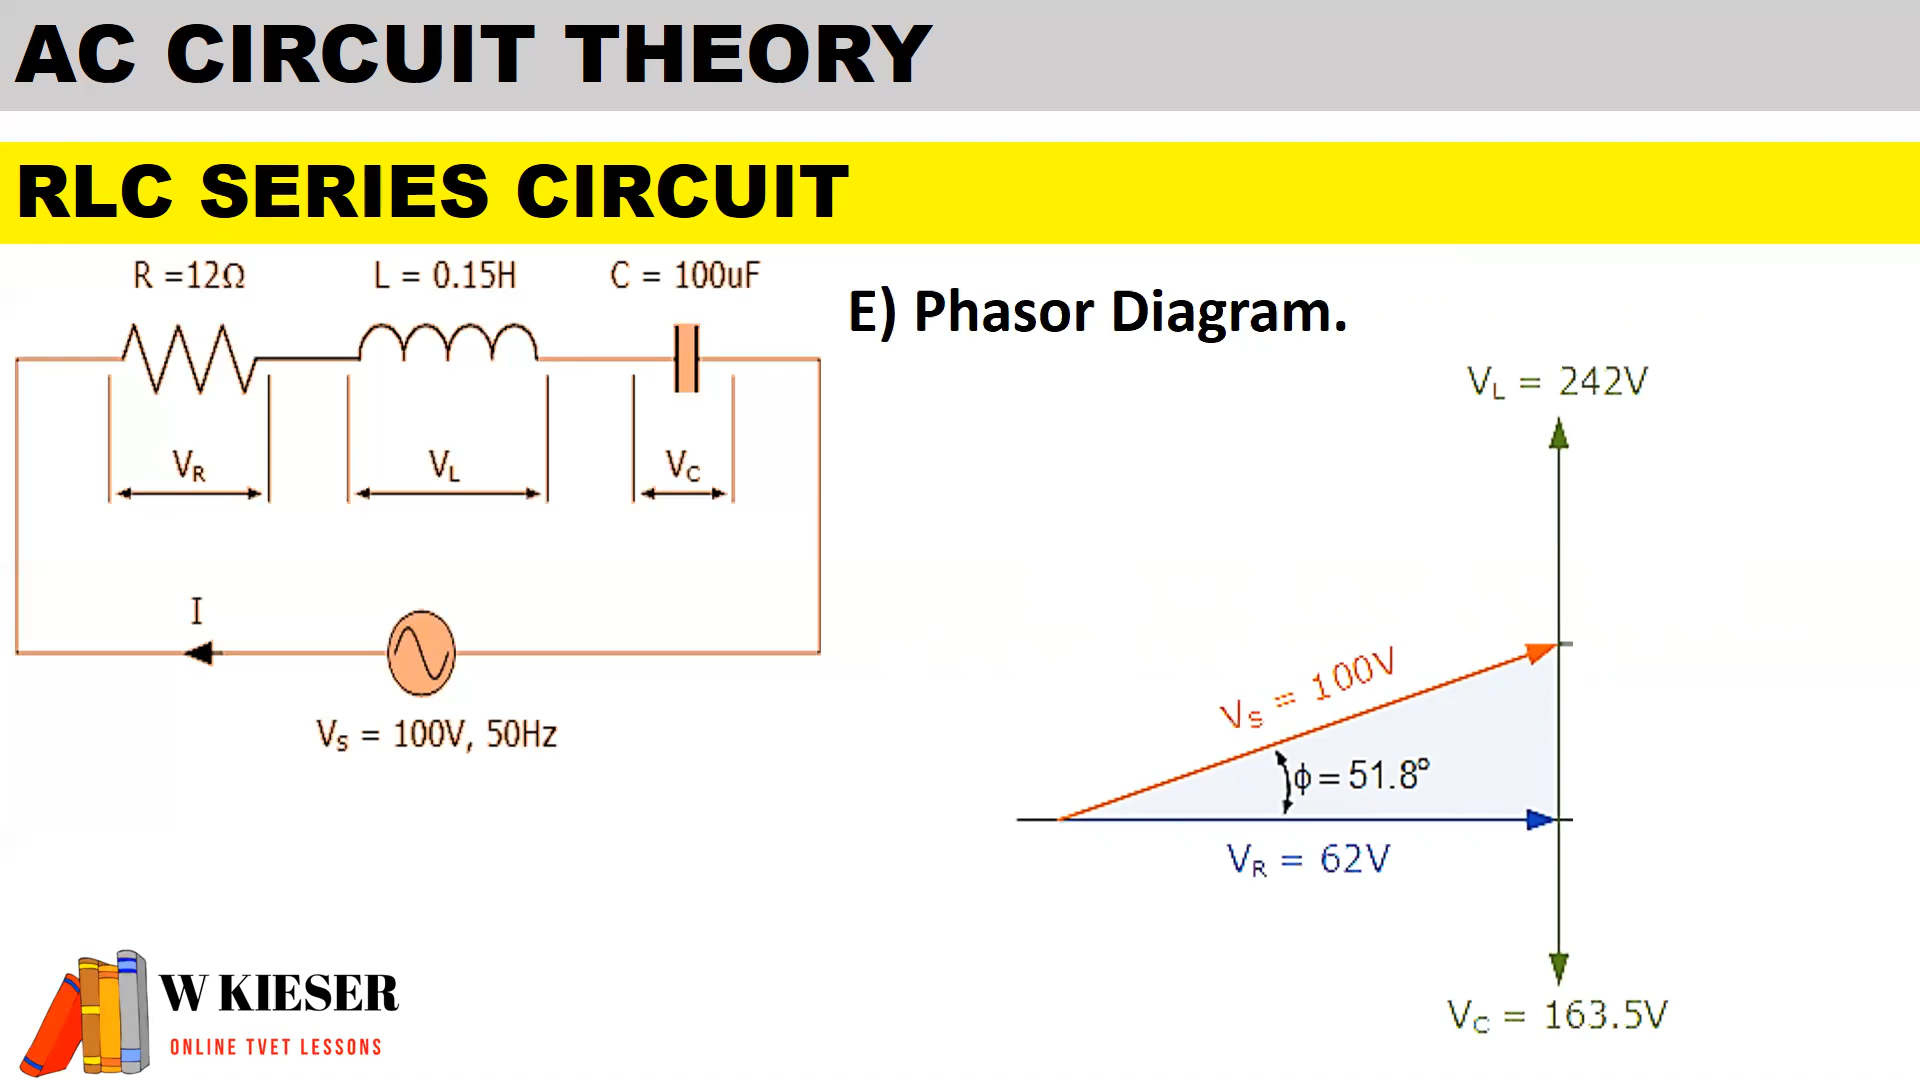 AC CIRCUIT THEORY
RLC SERIES CIRCUIT
R =12Ω
L = 0.15H
C = 100uF
V_R
V_L
V_C
I
V_S = 100V, 50Hz
E) Phasor Diagram.
V_L = 242V
V_S = 100V
ϕ = 51.8°
V_R = 62V
V_C = 163.5V
W KIESER
ONLINE TVET LESSONS